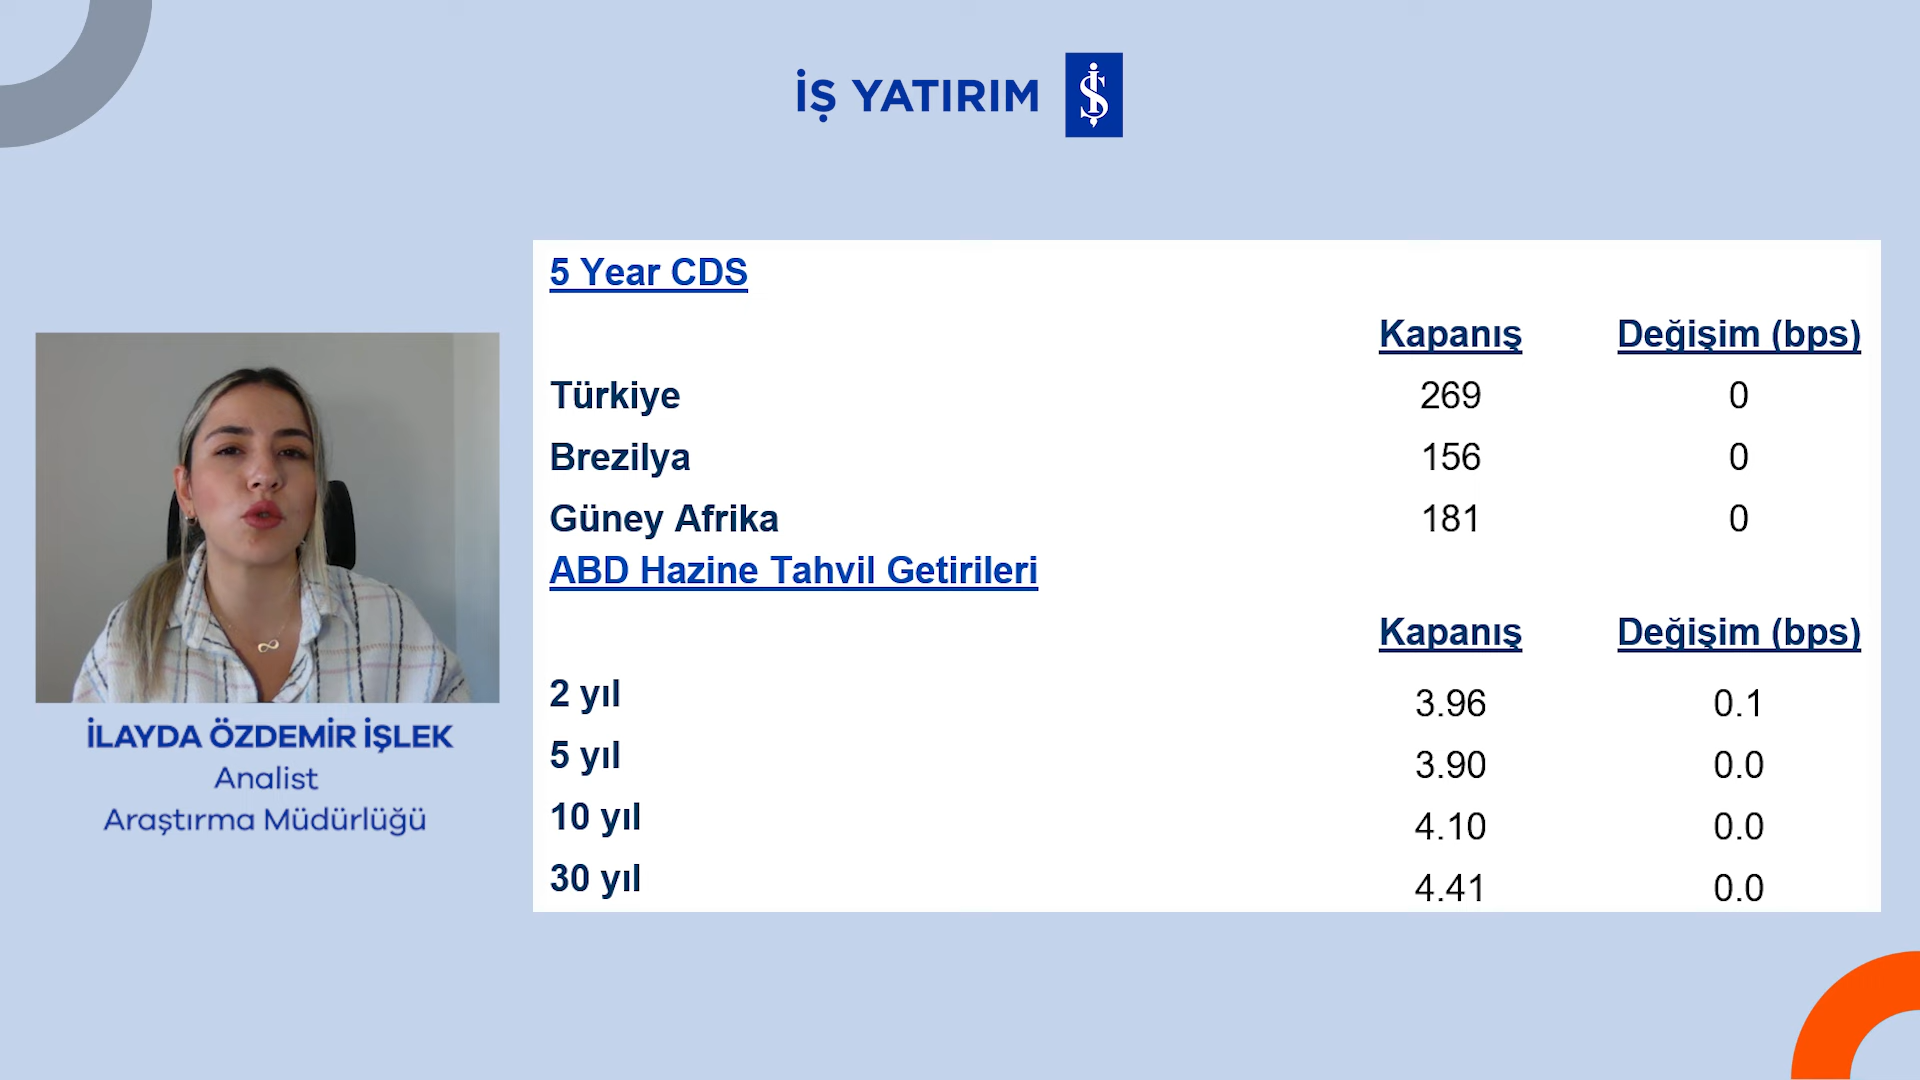 İŞ YATIRIM
5 Year CDS
Kapanış Değişim (bps)
Türkiye 269 0
Brezilya 156 0
Güney Afrika 181 0
ABD Hazine Tahvil Getirileri
Kapanış Değişim (bps)
2 yıl 3.96 0.1
5 yıl 3.90 0.0
10 yıl 4.10 0.0
30 yıl 4.41 0.0
İLAYDA ÖZDEMİR İŞLEK
Analist
Araştırma Müdürlüğü